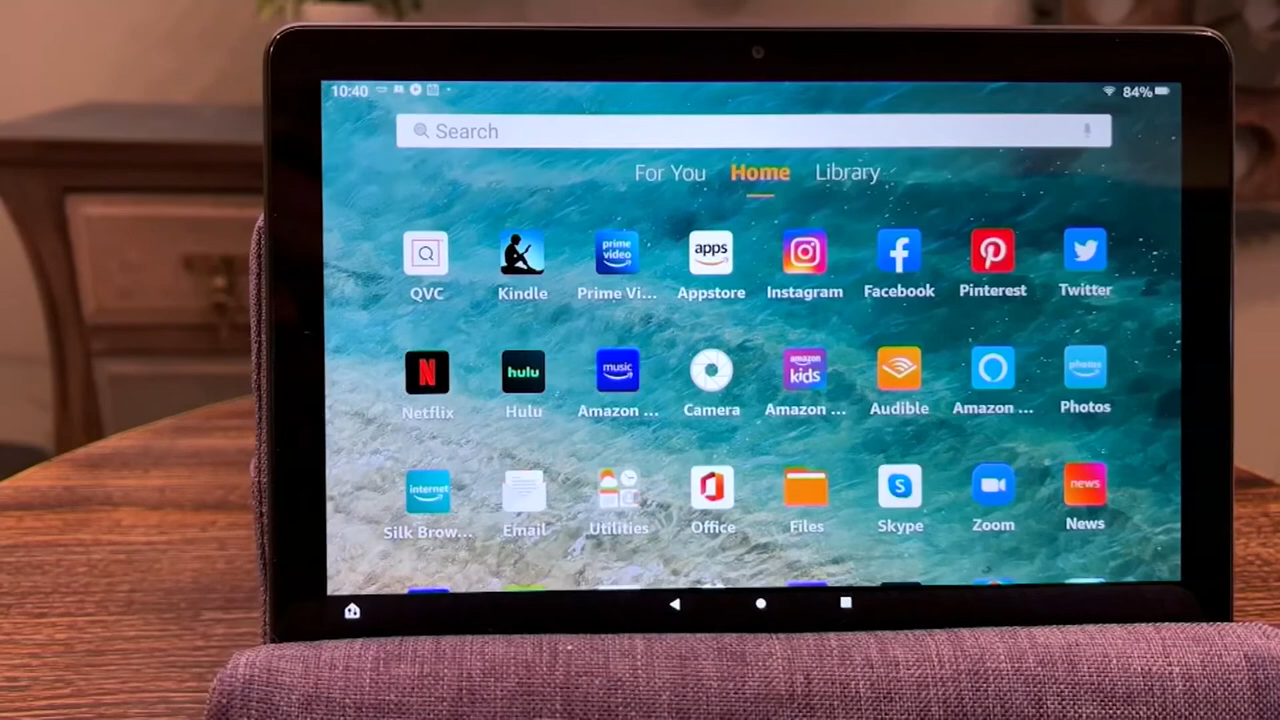 10:40
84%
Search
For You Home Library
prime video
apps
QVC Kindle Prime Vi... Appstore Instagram Facebook Pinterest Twitter
N hulu music amazon kids photos
Netflix Hulu Amazon ... Camera Amazon ... Audible Amazon ... Photos
internet S news
Silk Brow... Email Utilities Office Files Skype Zoom News